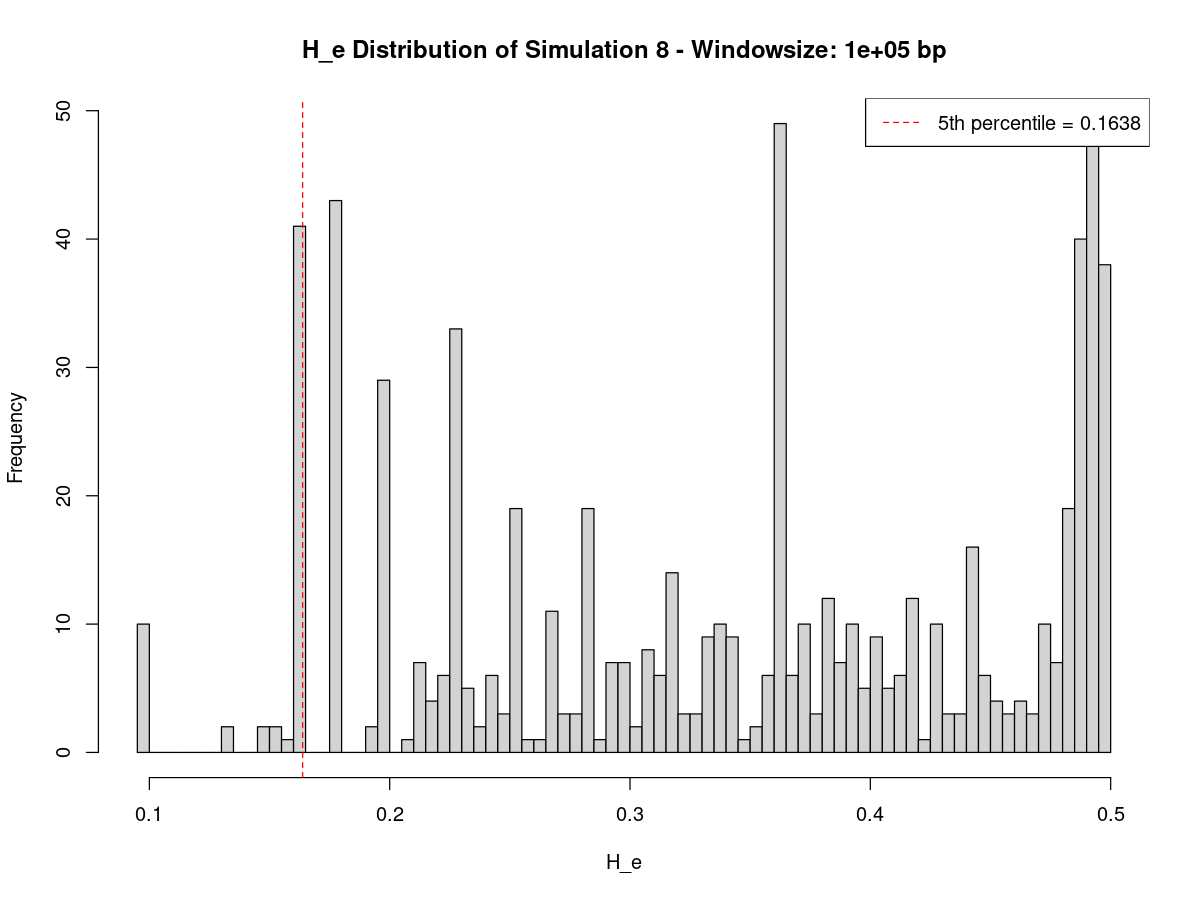 H_e Distribution of Simulation 8 - Windowsize: 1e+05 bp
5th percentile = 0.1638
50
40
30
20
10
0
Frequency
0.1 0.2 0.3 0.4 0.5
H_e